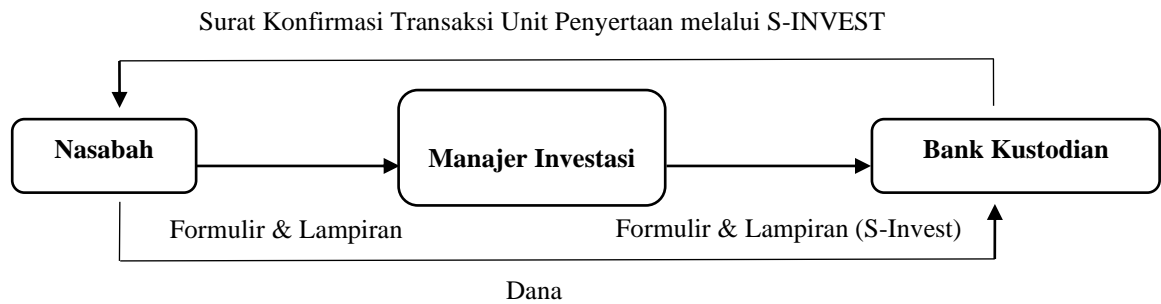 Surat Konfirmasi Transaksi Unit Penyertaan melalui S-INVEST
Nasabah
Manajer Investasi
Bank Kustodian
Formulir & Lampiran
Formulir & Lampiran (S-Invest)
Dana